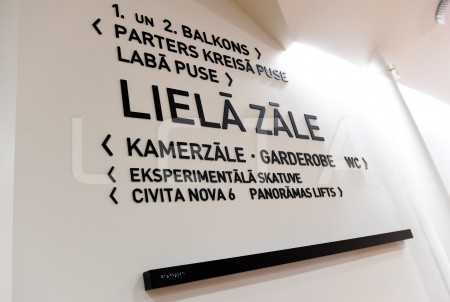 1. UN 2. BALKONS >
< PARTERS KREISĀ PUSE
LABĀ PUSE >
LIELĀ ZĀLE
< KAMERZĀLE · GARDEROBE WC >
< EKSPERIMENTĀLĀ SKATUVE
< CIVITA NOVA 6 PANORĀMAS LIFTS >
LETA